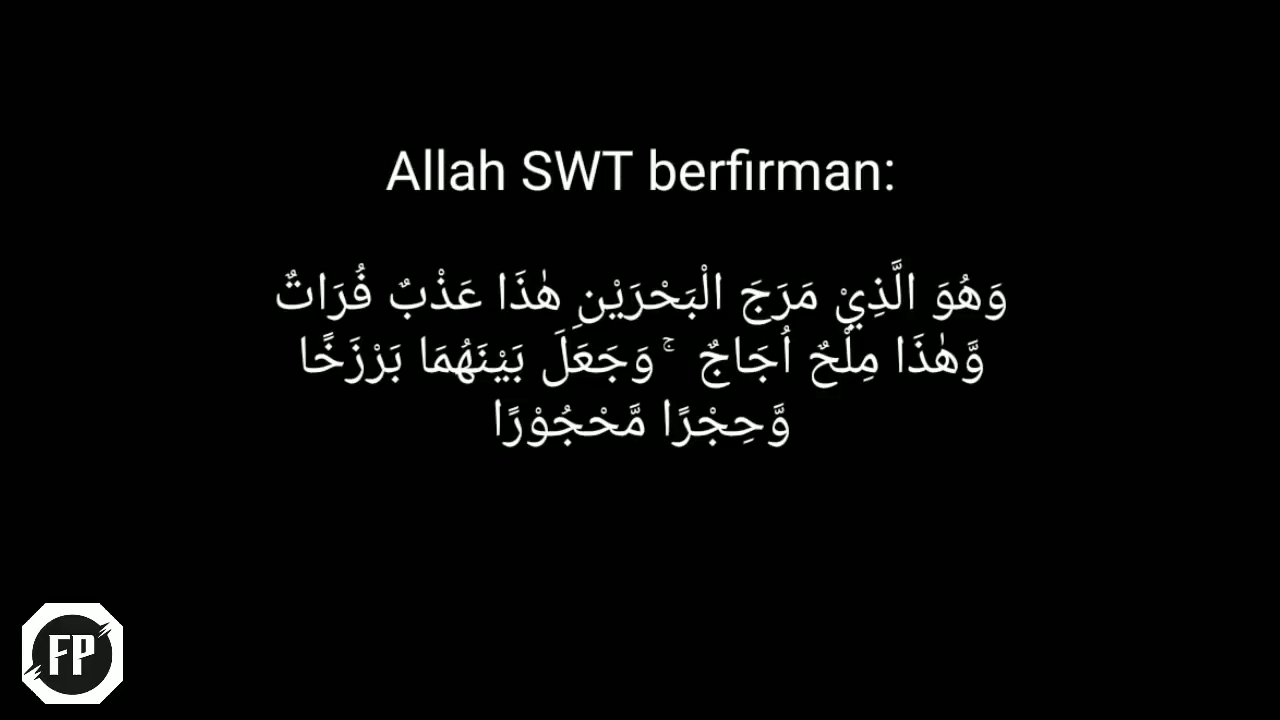 Allah SWT berfirman:
وَهُوَ الَّذِيْ مَرَجَ الْبَحْرَيْنِ هٰذَا عَذْبٌ فُرَاتٌ
وَّهٰذَا مِلْحٌ اُجَاجٌ ۚ وَجَعَلَ بَيْنَهُمَا بَرْزَخًا
وَّحِجْرًا مَّحْجُوْرًا
FP